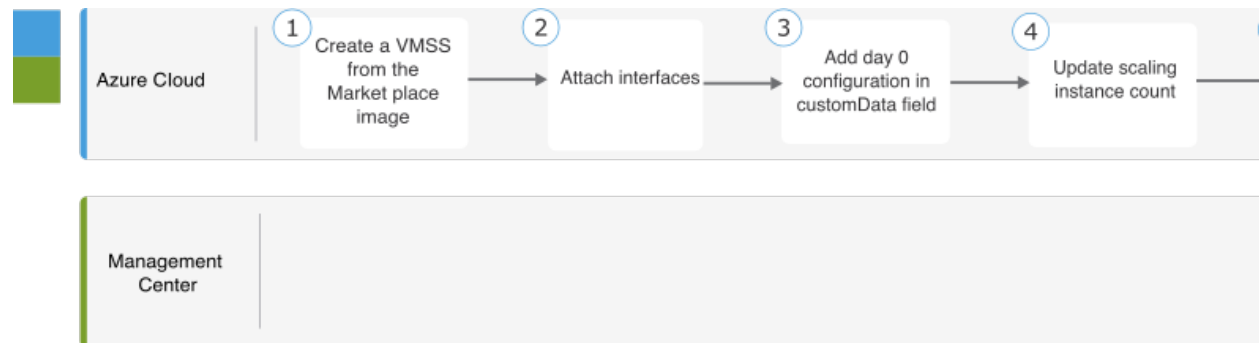 Azure Cloud
1
Create a VMSS
from the
Market place
image
2
Attach interfaces
3
Add day 0
configuration in
customData field
4
Update scaling
instance count
Management
Center